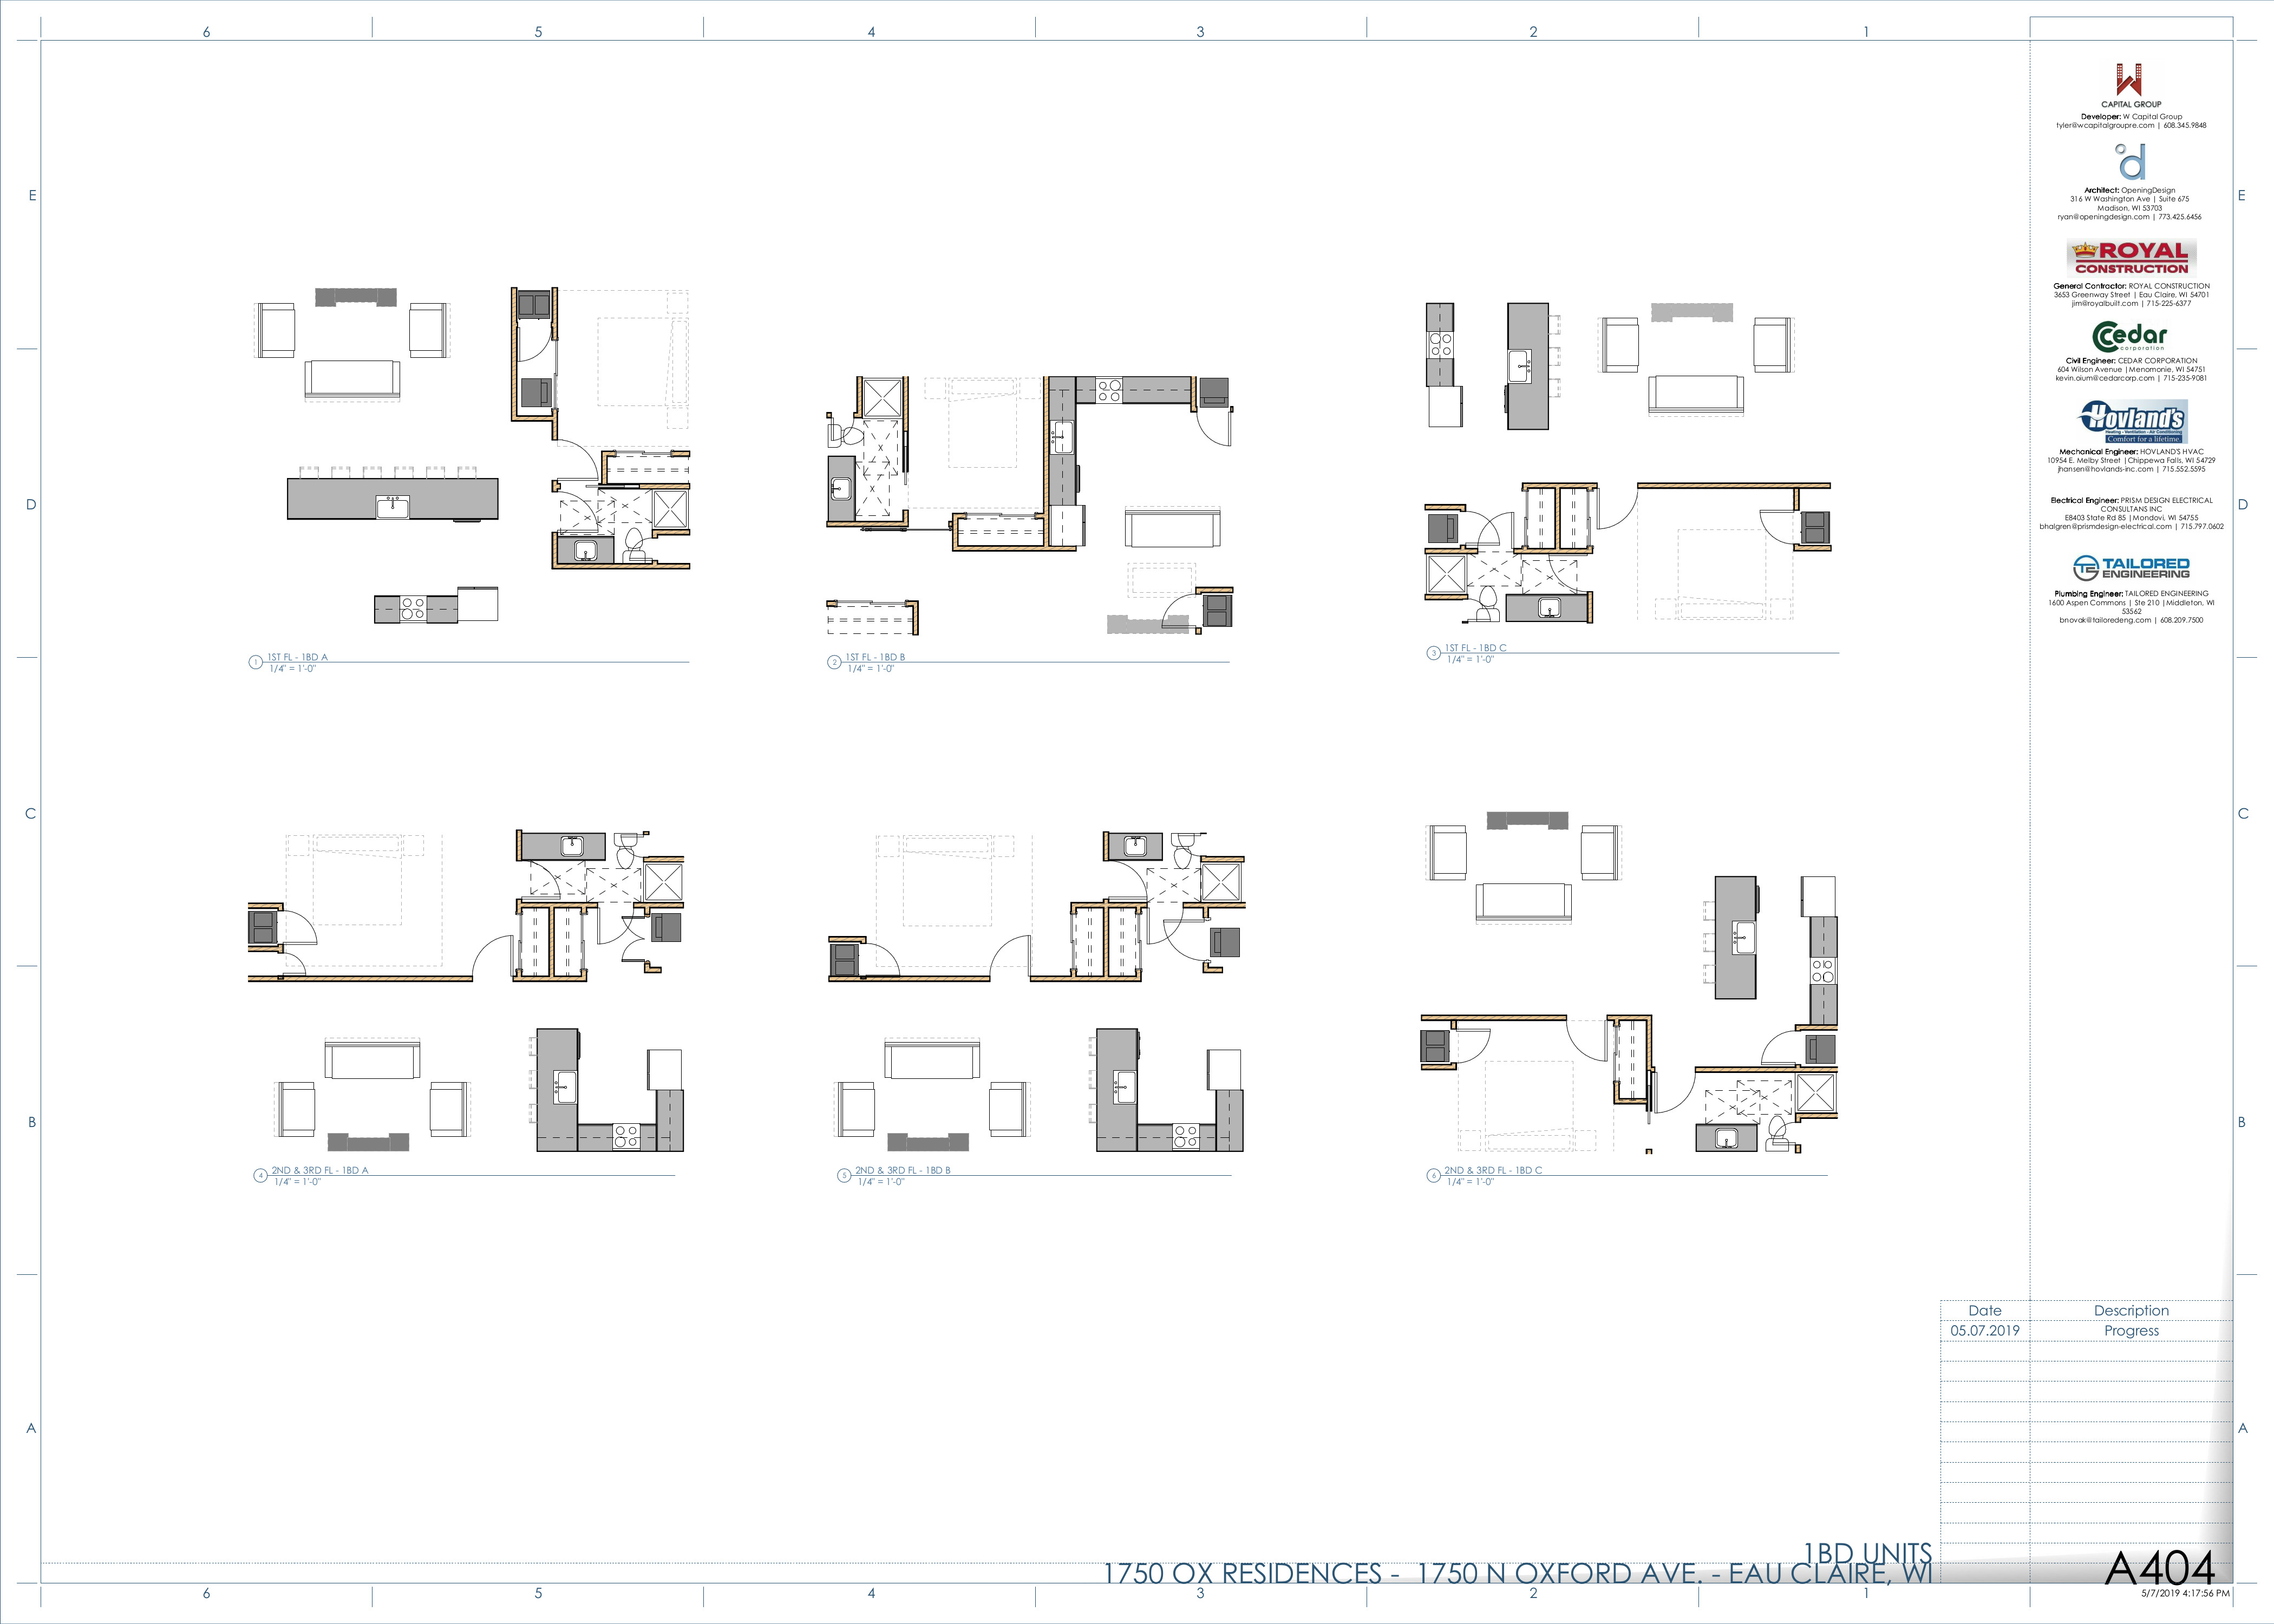 6 5 4 3 2 1
E
D
C
B
A
1 1ST FL - 1BD A
1/4" = 1'-0"
2 1ST FL - 1BD B
1/4" = 1'-0"
3 1ST FL - 1BD C
1/4" = 1'-0"
4 2ND & 3RD FL - 1BD A
1/4" = 1'-0"
5 2ND & 3RD FL - 1BD B
1/4" = 1'-0"
6 2ND & 3RD FL - 1BD C
1/4" = 1'-0"
W
CAPITAL GROUP
Developer: W Capital Group
tyler@wcapitalgroupre.com | 608.345.9848
d
Architect: OpeningDesign
316 W Washington Ave | Suite 675
Madison, WI 53703
ryan@openingdesign.com | 773.425.6456
ROYAL
CONSTRUCTION
General Contractor: ROYAL CONSTRUCTION
3653 Greenway Street | Eau Claire, WI 54701
jim@royalbuilt.com | 715-225-6377
Cedar
corporation
Civil Engineer: CEDAR CORPORATION
604 Wilson Avenue |Menomonie, WI 54751
kevin.oium@cedarcorp.com | 715-235-9081
Hovland's
Heating - Ventilation - Air Conditioning
Comfort for a lifetime.
Mechanical Engineer: HOVLAND'S HVAC
10954 E. Melby Street |Chippewa Falls, WI 54729
jhansen@hovlands-inc.com | 715.552.5595
Electrical Engineer: PRISM DESIGN ELECTRICAL
CONSULTANS INC
E8403 State Rd 85 |Mondovi, WI 54755
bhalgren@prismdesign-electrical.com | 715.797.0602
TE TAILORED
ENGINEERING
Plumbing Engineer: TAILORED ENGINEERING
1600 Aspen Commons | Ste 210 |Middleton, WI
53562
bnovak@tailoredeng.com | 608.209.7500
E
D
C
B
A
Date Description
05.07.2019 Progress
1BD UNITS
1750 OX RESIDENCES - 1750 N OXFORD AVE. - EAU CLAIRE, WI
A404
5/7/2019 4:17:56 PM
6 5 4 3 2 1